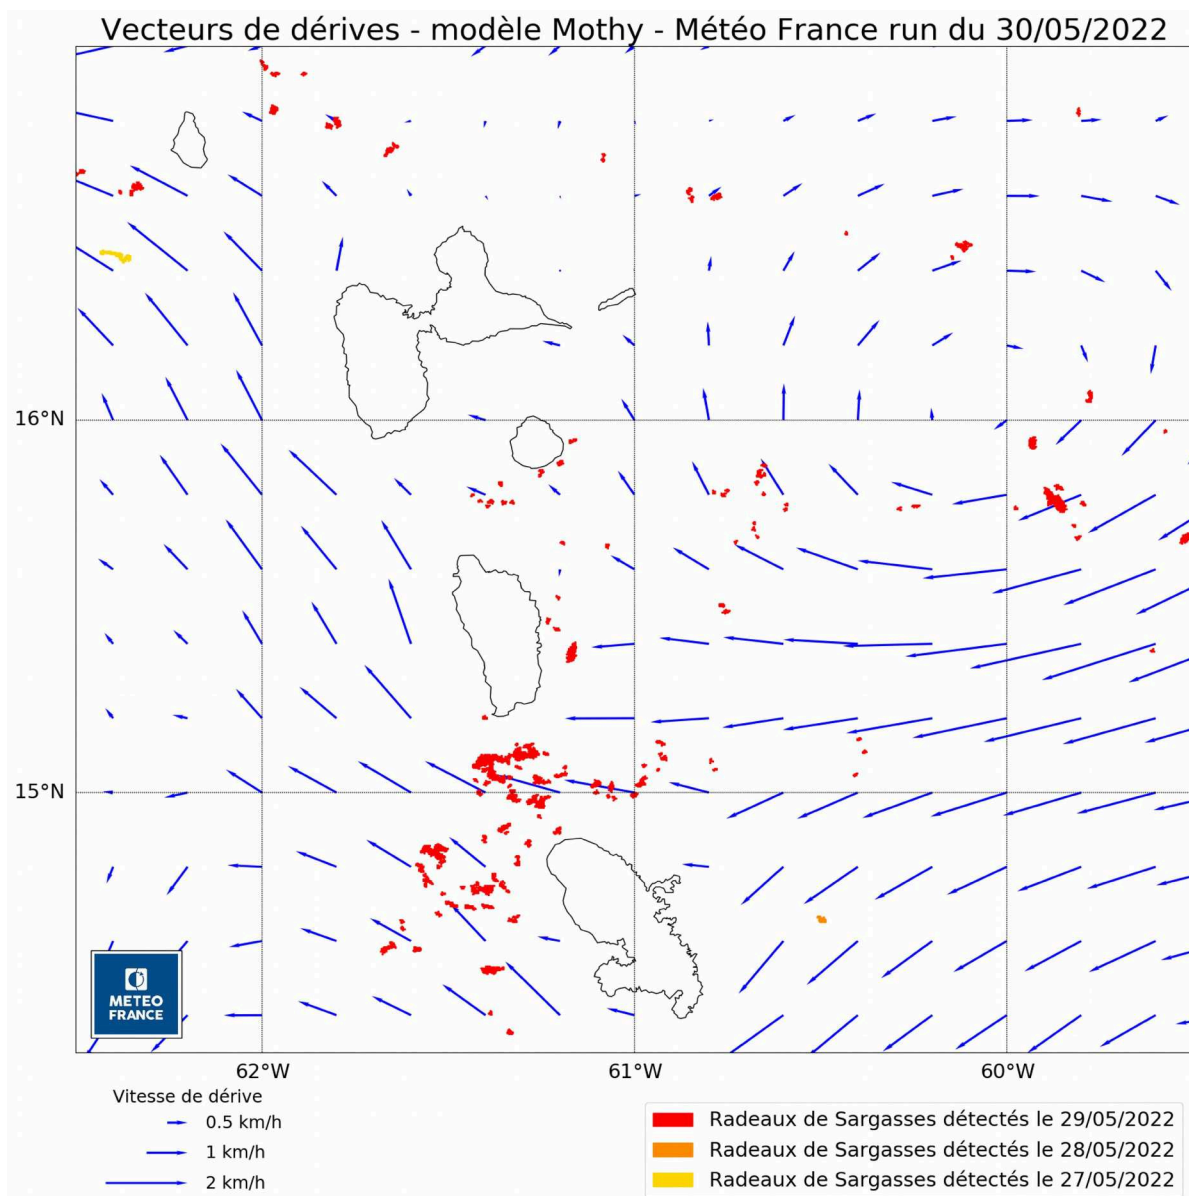 Vecteurs de dérives - modèle Mothy - Météo France run du 30/05/2022
16°N
15°N
METEO
FRANCE
62°W
61°W
60°W
Vitesse de dérive
0.5 km/h
1 km/h
2 km/h
Radeaux de Sargasses détectés le 29/05/2022
Radeaux de Sargasses détectés le 28/05/2022
Radeaux de Sargasses détectés le 27/05/2022